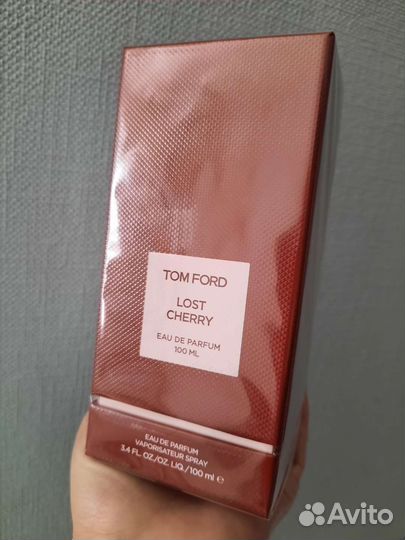 TOM FORD
LOST
CHERRY
EAU DE PARFUM
100 ML
EAU DE PARFUM
VAPORISATEUR SPRAY
3.4 FL. OZ./OZ. LIQ./100 ml e
Avito